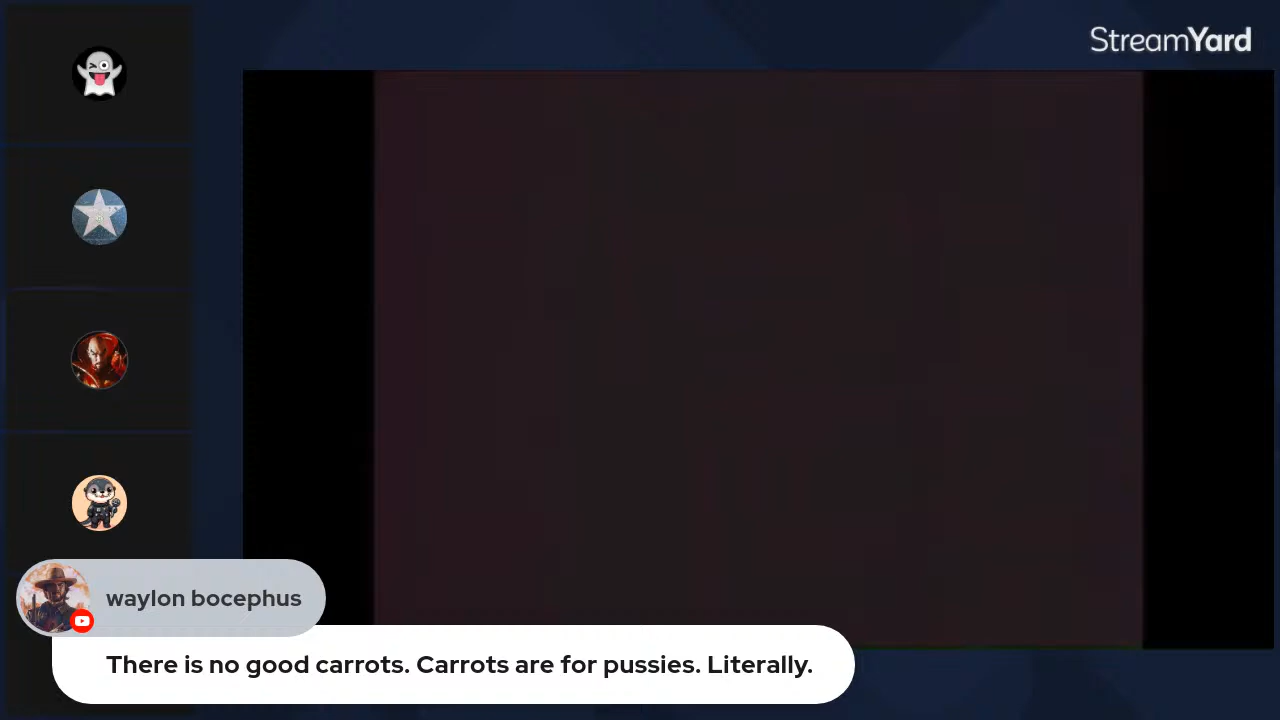 StreamYard
waylon bocephus
There is no good carrots. Carrots are for pussies. Literally.